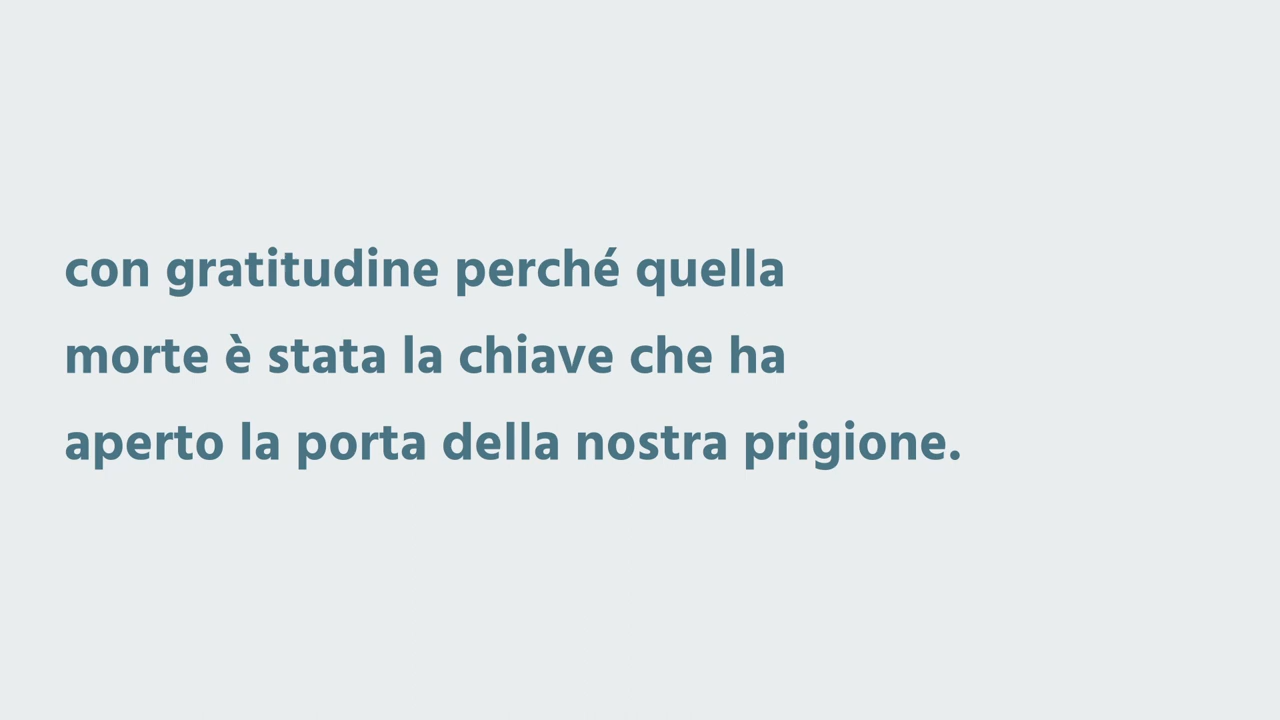 con gratitudine perché quella
morte è stata la chiave che ha
aperto la porta della nostra prigione.